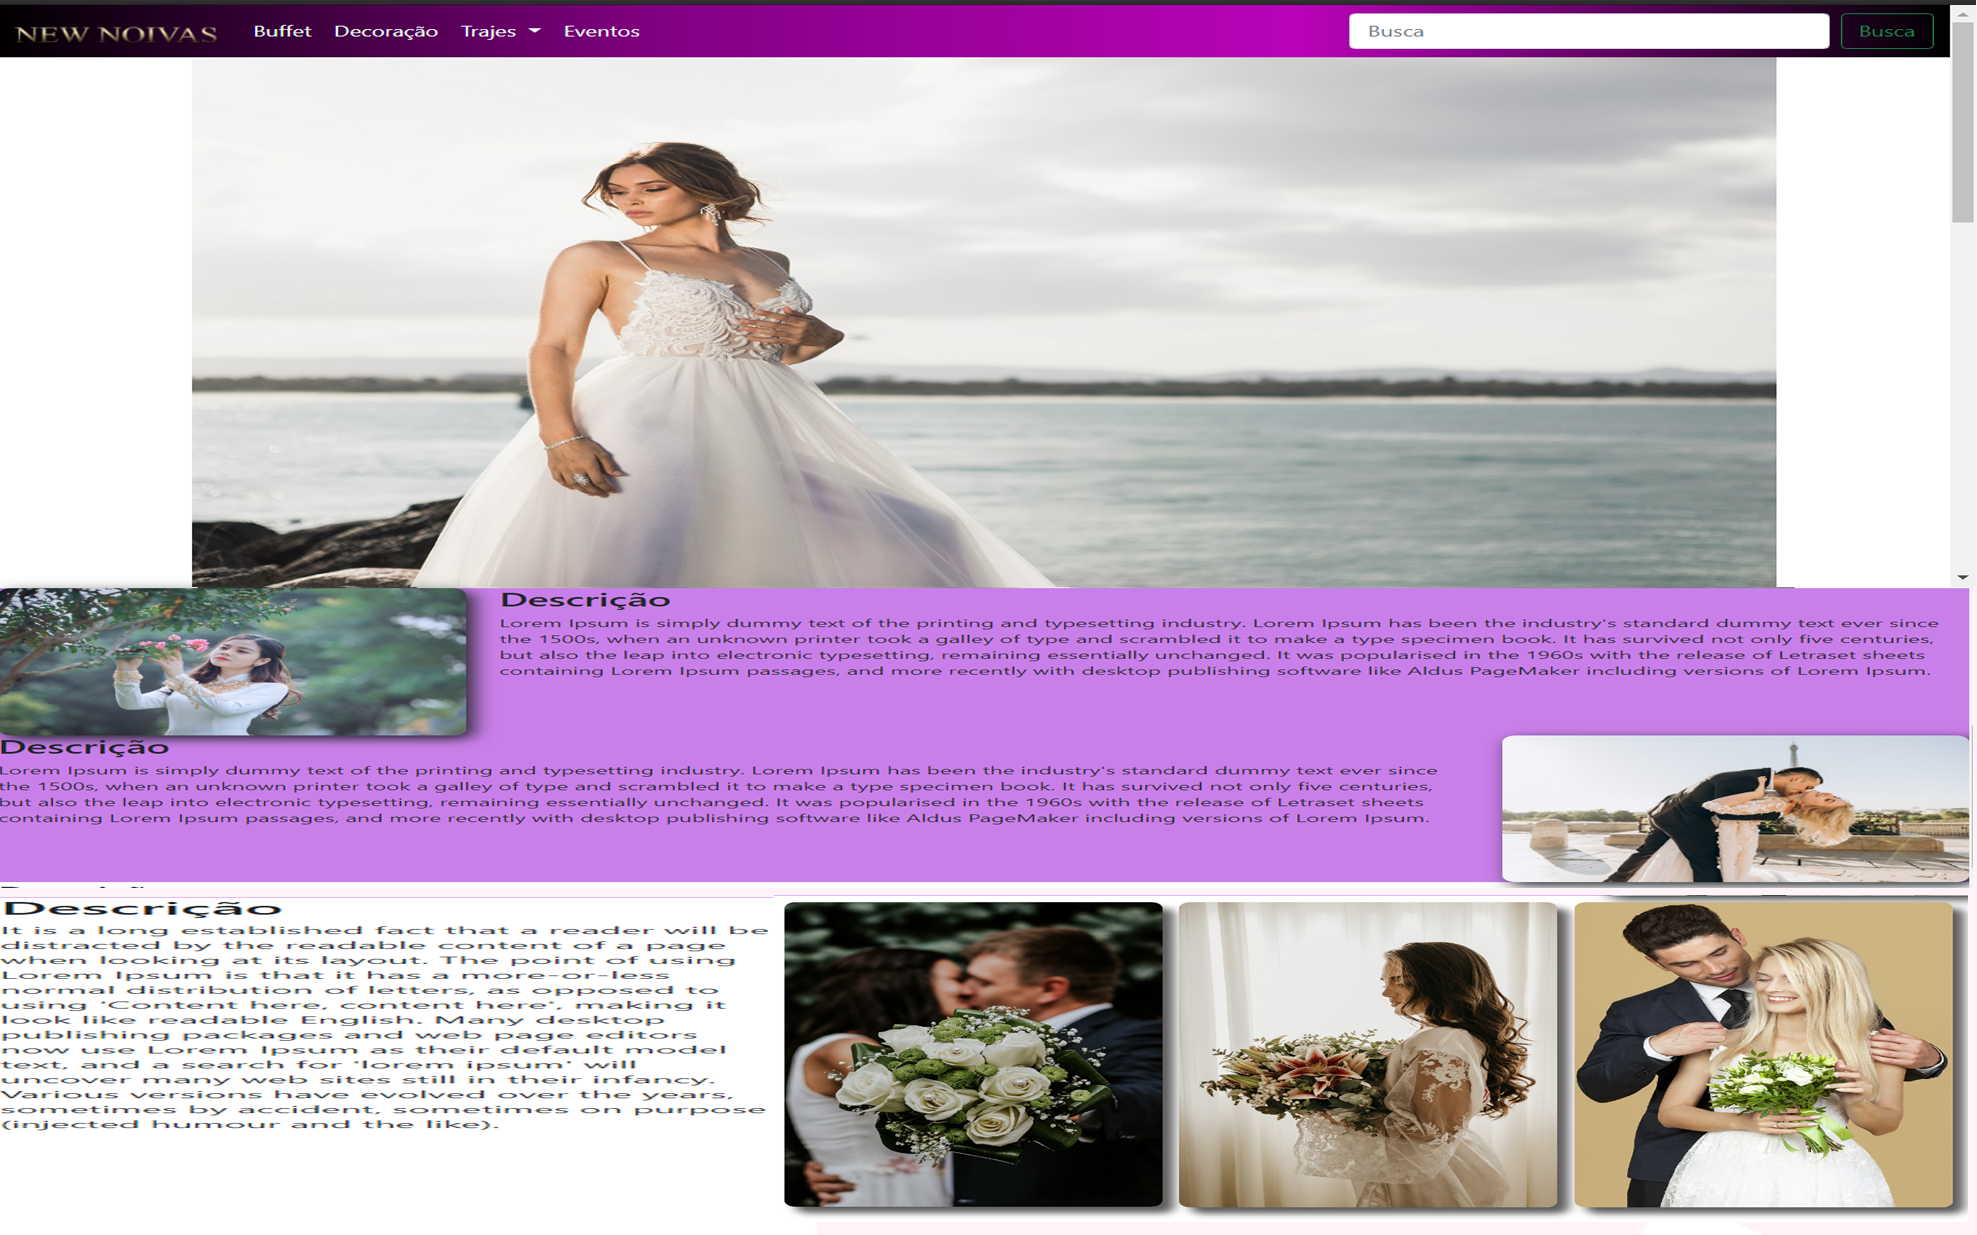 NEW NOIVAS
Buffet
Decoração
Trajes
Eventos
Busca
Busca
Descrição
Lorem Ipsum is simply dummy text of the printing and typesetting industry. Lorem Ipsum has been the industry's standard dummy text ever since
the 1500s, when an unknown printer took a galley of type and scrambled it to make a type specimen book. It has survived not only five centuries,
but also the leap into electronic typesetting, remaining essentially unchanged. It was popularised in the 1960s with the release of Letraset sheets
containing Lorem Ipsum passages, and more recently with desktop publishing software like Aldus PageMaker including versions of Lorem Ipsum.
Descrição
Lorem Ipsum is simply dummy text of the printing and typesetting industry. Lorem Ipsum has been the industry's standard dummy text ever since
the 1500s, when an unknown printer took a galley of type and scrambled it to make a type specimen book. It has survived not only five centuries,
but also the leap into electronic typesetting, remaining essentially unchanged. It was popularised in the 1960s with the release of Letraset sheets
containing Lorem Ipsum passages, and more recently with desktop publishing software like Aldus PageMaker including versions of Lorem Ipsum.
Descrição
It is a long established fact that a reader will be
distracted by the readable content of a page
when looking at its layout. The point of using
Lorem Ipsum is that it has a more-or-less
normal distribution of letters, as opposed to
using 'Content here, content here', making it
look like readable English. Many desktop
publishing packages and web page editors
now use Lorem Ipsum as their default model
text, and a search for 'lorem ipsum' will
uncover many web sites still in their infancy.
Various versions have evolved over the years,
sometimes by accident, sometimes on purpose
(injected humour and the like).